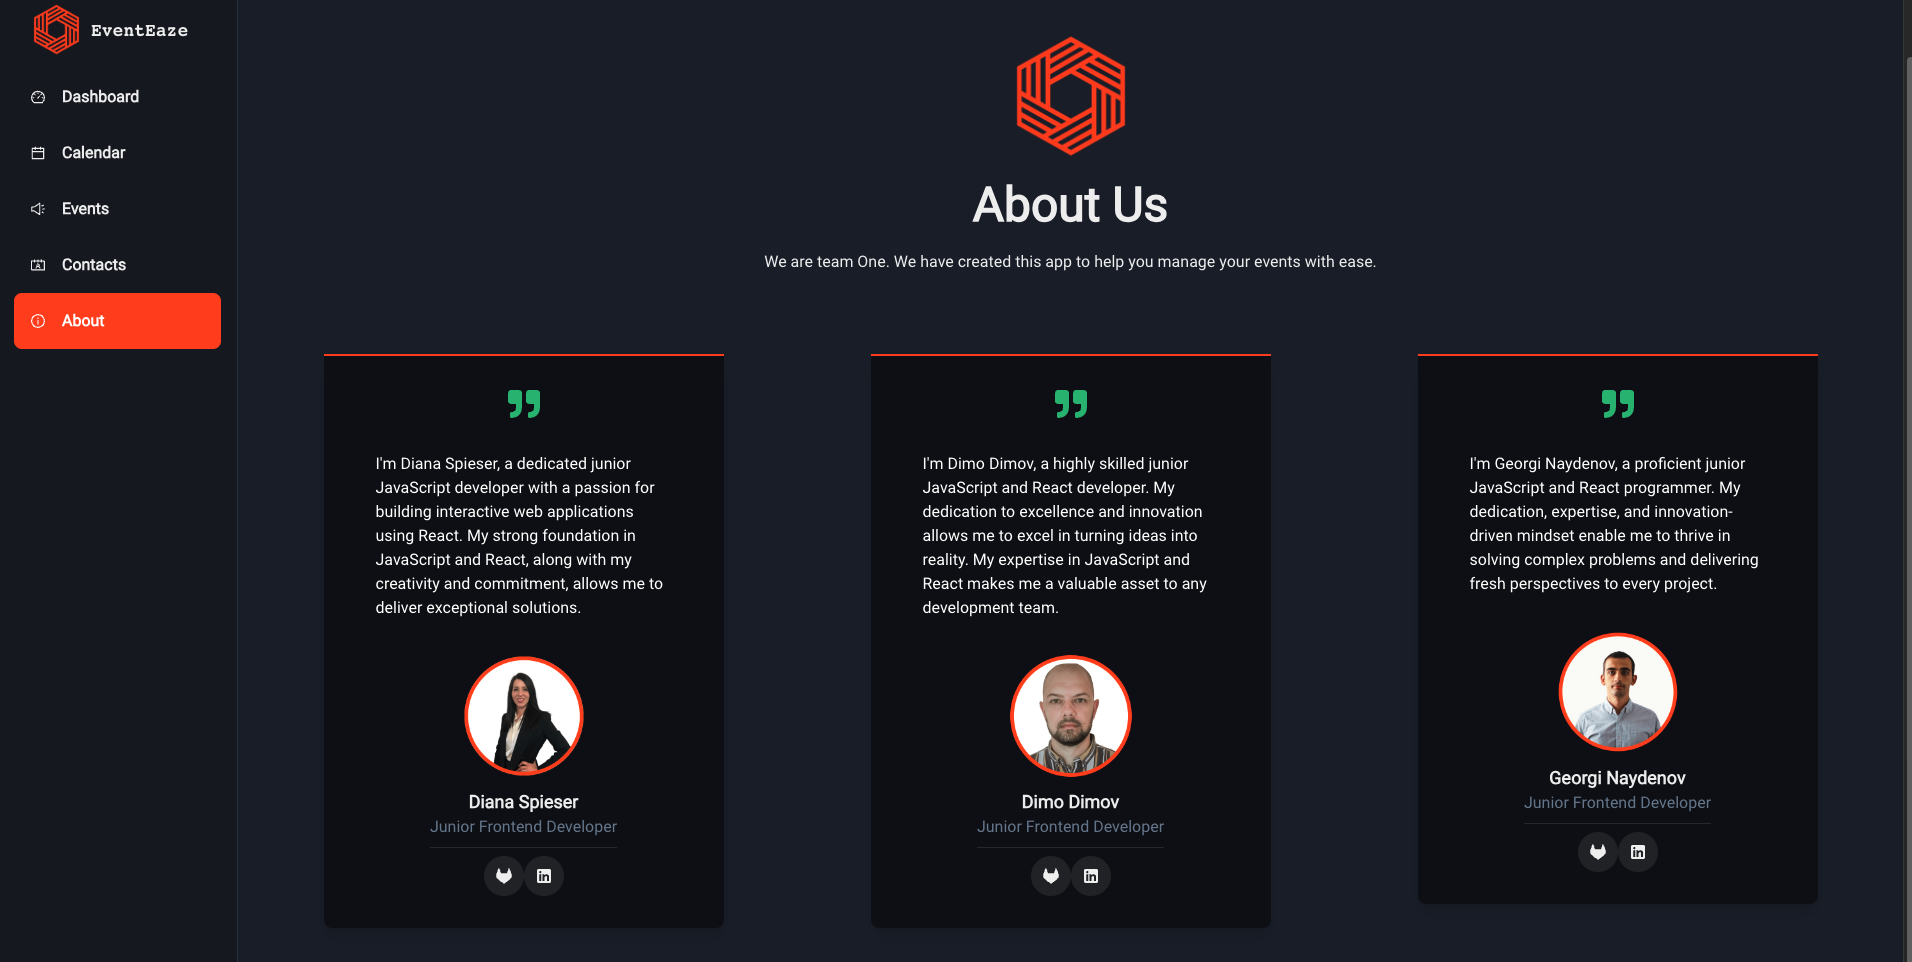 EventEaze
Dashboard
Calendar
Events
Contacts
About
About Us
We are team One. We have created this app to help you manage your events with ease.
I'm Diana Spieser, a dedicated junior
JavaScript developer with a passion for
building interactive web applications
using React. My strong foundation in
JavaScript and React, along with my
creativity and commitment, allows me to
deliver exceptional solutions.
Diana Spieser
Junior Frontend Developer
I'm Dimo Dimov, a highly skilled junior
JavaScript and React developer. My
dedication to excellence and innovation
allows me to excel in turning ideas into
reality. My expertise in JavaScript and
React makes me a valuable asset to any
development team.
Dimo Dimov
Junior Frontend Developer
I'm Georgi Naydenov, a proficient junior
JavaScript and React programmer. My
dedication, expertise, and innovation-
driven mindset enable me to thrive in
solving complex problems and delivering
fresh perspectives to every project.
Georgi Naydenov
Junior Frontend Developer